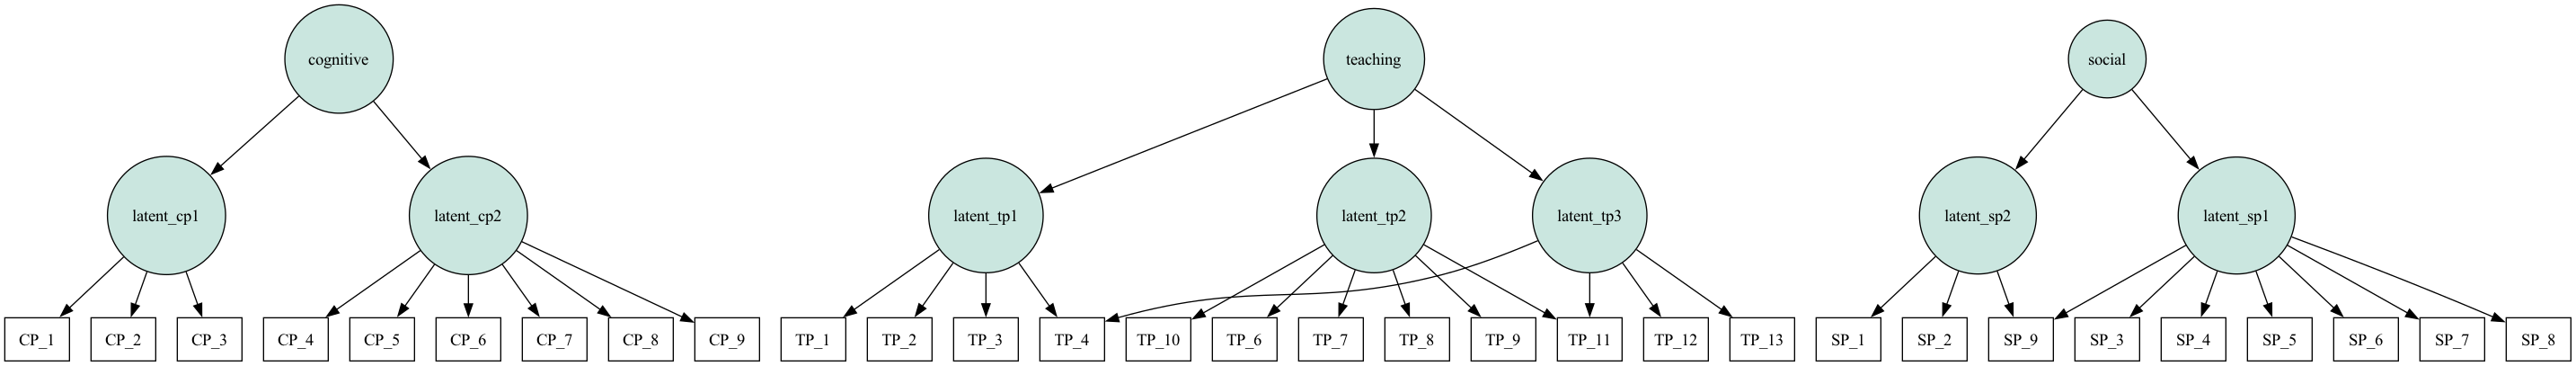 cognitive
teaching
social
latent_cp1
latent_cp2
latent_tp1
latent_tp2
latent_tp3
latent_sp2
latent_sp1
CP_1
CP_2
CP_3
CP_4
CP_5
CP_6
CP_7
CP_8
CP_9
TP_1
TP_2
TP_3
TP_4
TP_10
TP_6
TP_7
TP_8
TP_9
TP_11
TP_12
TP_13
SP_1
SP_2
SP_9
SP_3
SP_4
SP_5
SP_6
SP_7
SP_8